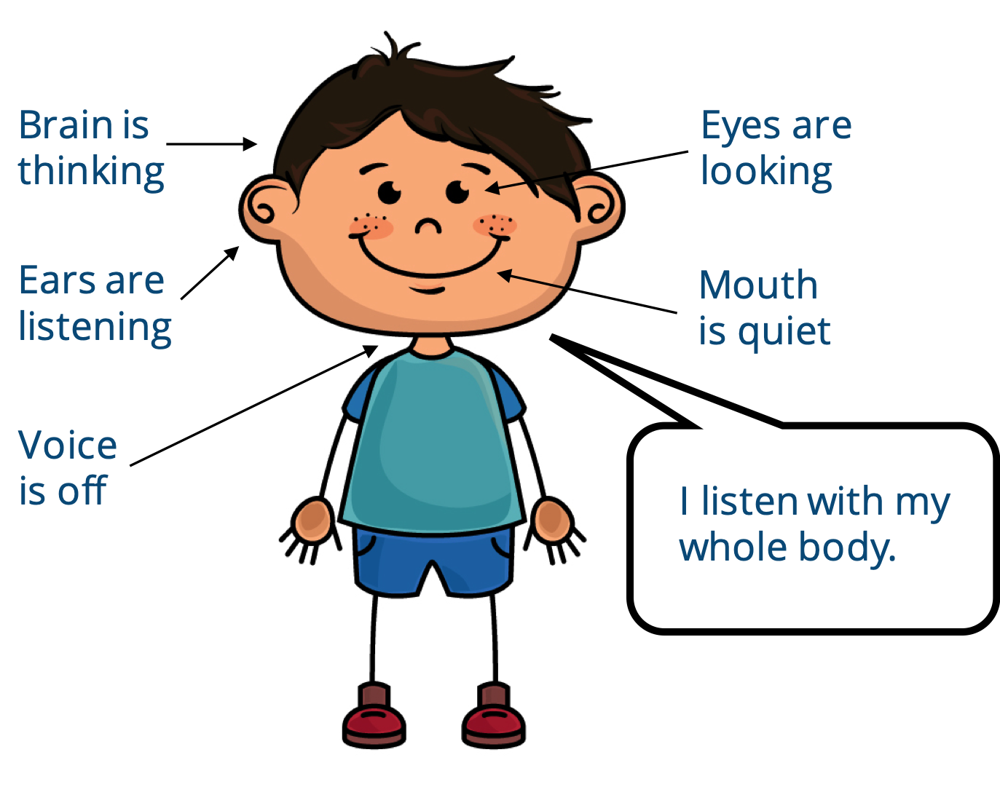 Brain is
thinking
Eyes are
looking
Ears are
listening
Mouth
is quiet
Voice
is off
I listen with my
whole body.